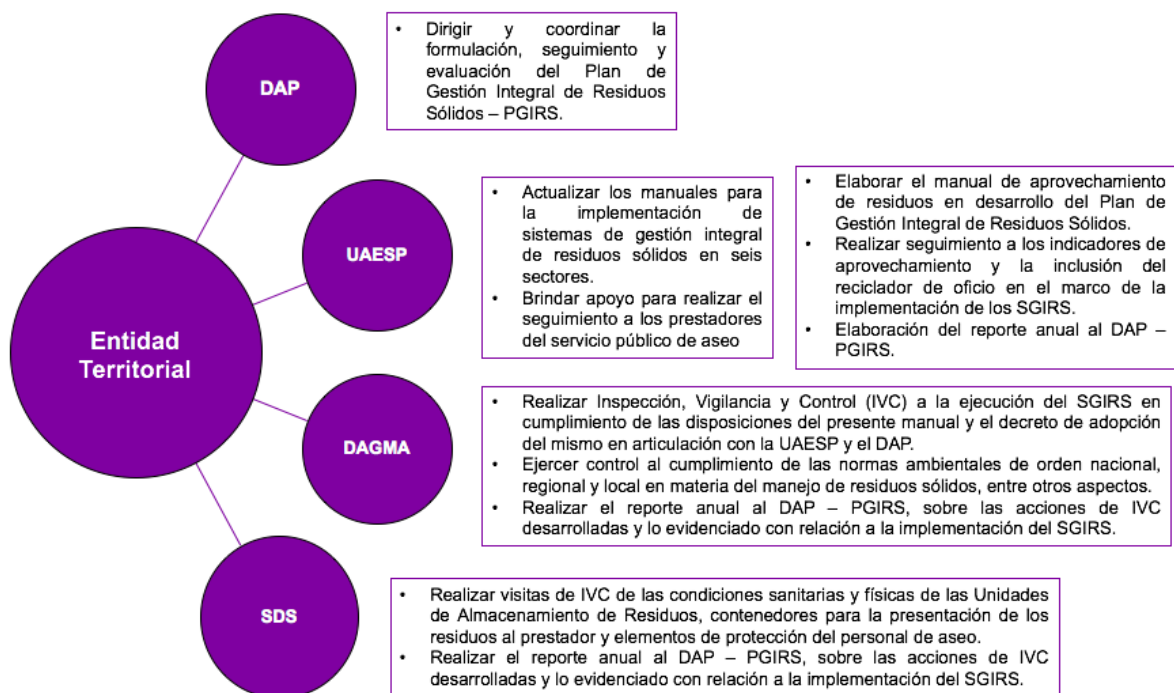 DAP
• Dirigir y coordinar la
formulación, seguimiento y
evaluación del Plan de
Gestión Integral de Residuos
Sólidos – PGIRS.
Entidad
Territorial
UAESP
• Actualizar los manuales para
la implementación de
sistemas de gestión integral
de residuos sólidos en seis
sectores.
• Brindar apoyo para realizar el
seguimiento a los prestadores
del servicio público de aseo
• Elaborar el manual de aprovechamiento
de residuos en desarrollo del Plan de
Gestión Integral de Residuos Sólidos.
• Realizar seguimiento a los indicadores de
aprovechamiento y la inclusión del
reciclador de oficio en el marco de la
implementación de los SGIRS.
• Elaboración del reporte anual al DAP –
PGIRS.
DAGMA
• Realizar Inspección, Vigilancia y Control (IVC) a la ejecución del SGIRS en
cumplimiento de las disposiciones del presente manual y el decreto de adopción
del mismo en articulación con la UAESP y el DAP.
• Ejercer control al cumplimiento de las normas ambientales de orden nacional,
regional y local en materia del manejo de residuos sólidos, entre otros aspectos.
• Realizar el reporte anual al DAP – PGIRS, sobre las acciones de IVC
desarrolladas y lo evidenciado con relación a la implementación del SGIRS.
SDS
• Realizar visitas de IVC de las condiciones sanitarias y físicas de las Unidades
de Almacenamiento de Residuos, contenedores para la presentación de los
residuos al prestador y elementos de protección del personal de aseo.
• Realizar el reporte anual al DAP – PGIRS, sobre las acciones de IVC
desarrolladas y lo evidenciado con relación a la implementación del SGIRS.